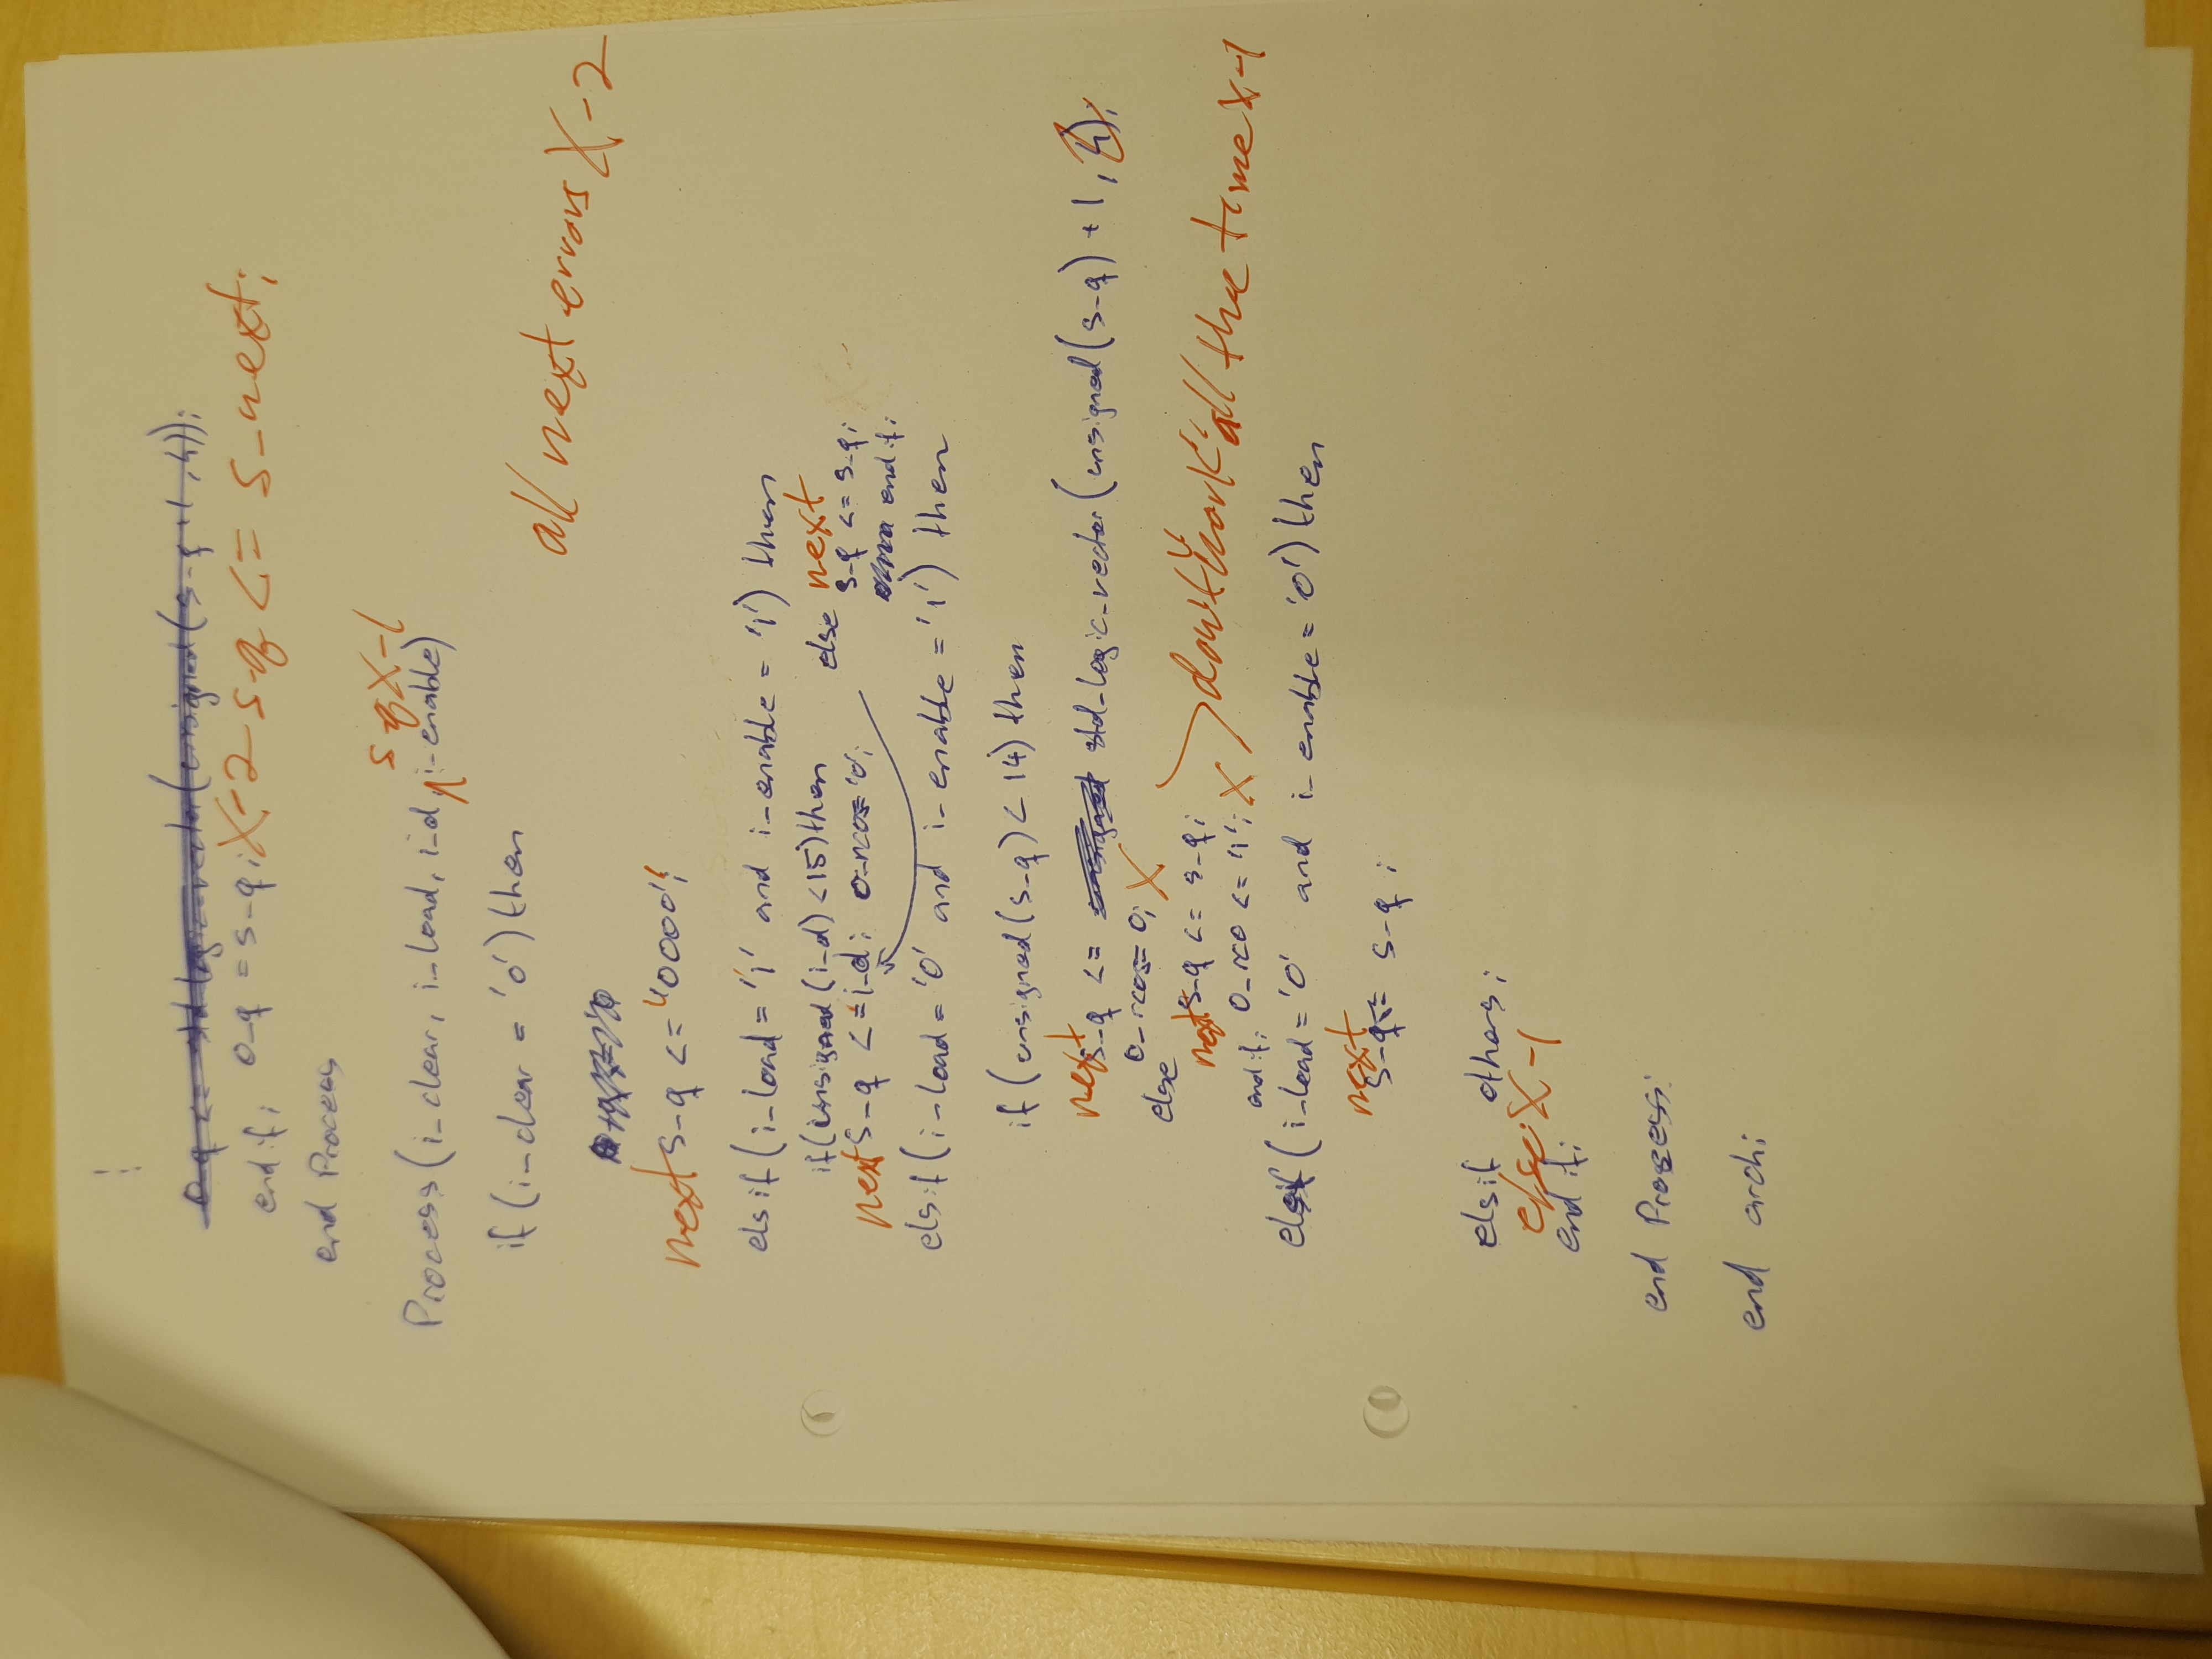 o_q <= std_logic_vector(unsigned(s_q+1,4));
end if; o_q = s_q; X-2 s_q <= s_next;
end Process
s_q X-1
Process(i_clear, i_load, i_d, i_enable)
if(i_clear = '0') then
all next errors X-2
next s_q <= "0000";
elsif(i_load = '1' and i_enable = '1') then
if(unsigned(i_d) <15)then else next
next s_q <= i_d; o_rco <= '0'; s_q <= s_q;
end if;
elsif(i_load = '0' and i_enable = '1') then
if(unsigned(s_q) < 14) then
next s_q <= std_logic_vector(unsigned(s_q) + 1, 4);
o_rco <= 0; X
else
next s_q <= s_q;
don't "work" all the time X-1
end if; o_rco <= '1'; X
elsif(i_load = '0' and i_enable = '0') then
next
s_q <= s_q;
elsif others;
else X-1
end if;
end Process;
end arch;